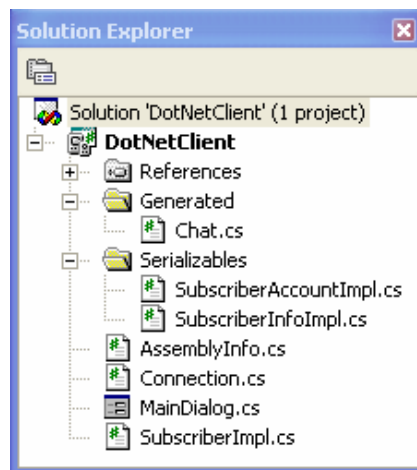 Solution Explorer
Solution 'DotNetClient' (1 project)
DotNetClient
References
Generated
Chat.cs
Serializables
SubscriberAccountImpl.cs
SubscriberInfoImpl.cs
AssemblyInfo.cs
Connection.cs
MainDialog.cs
SubscriberImpl.cs